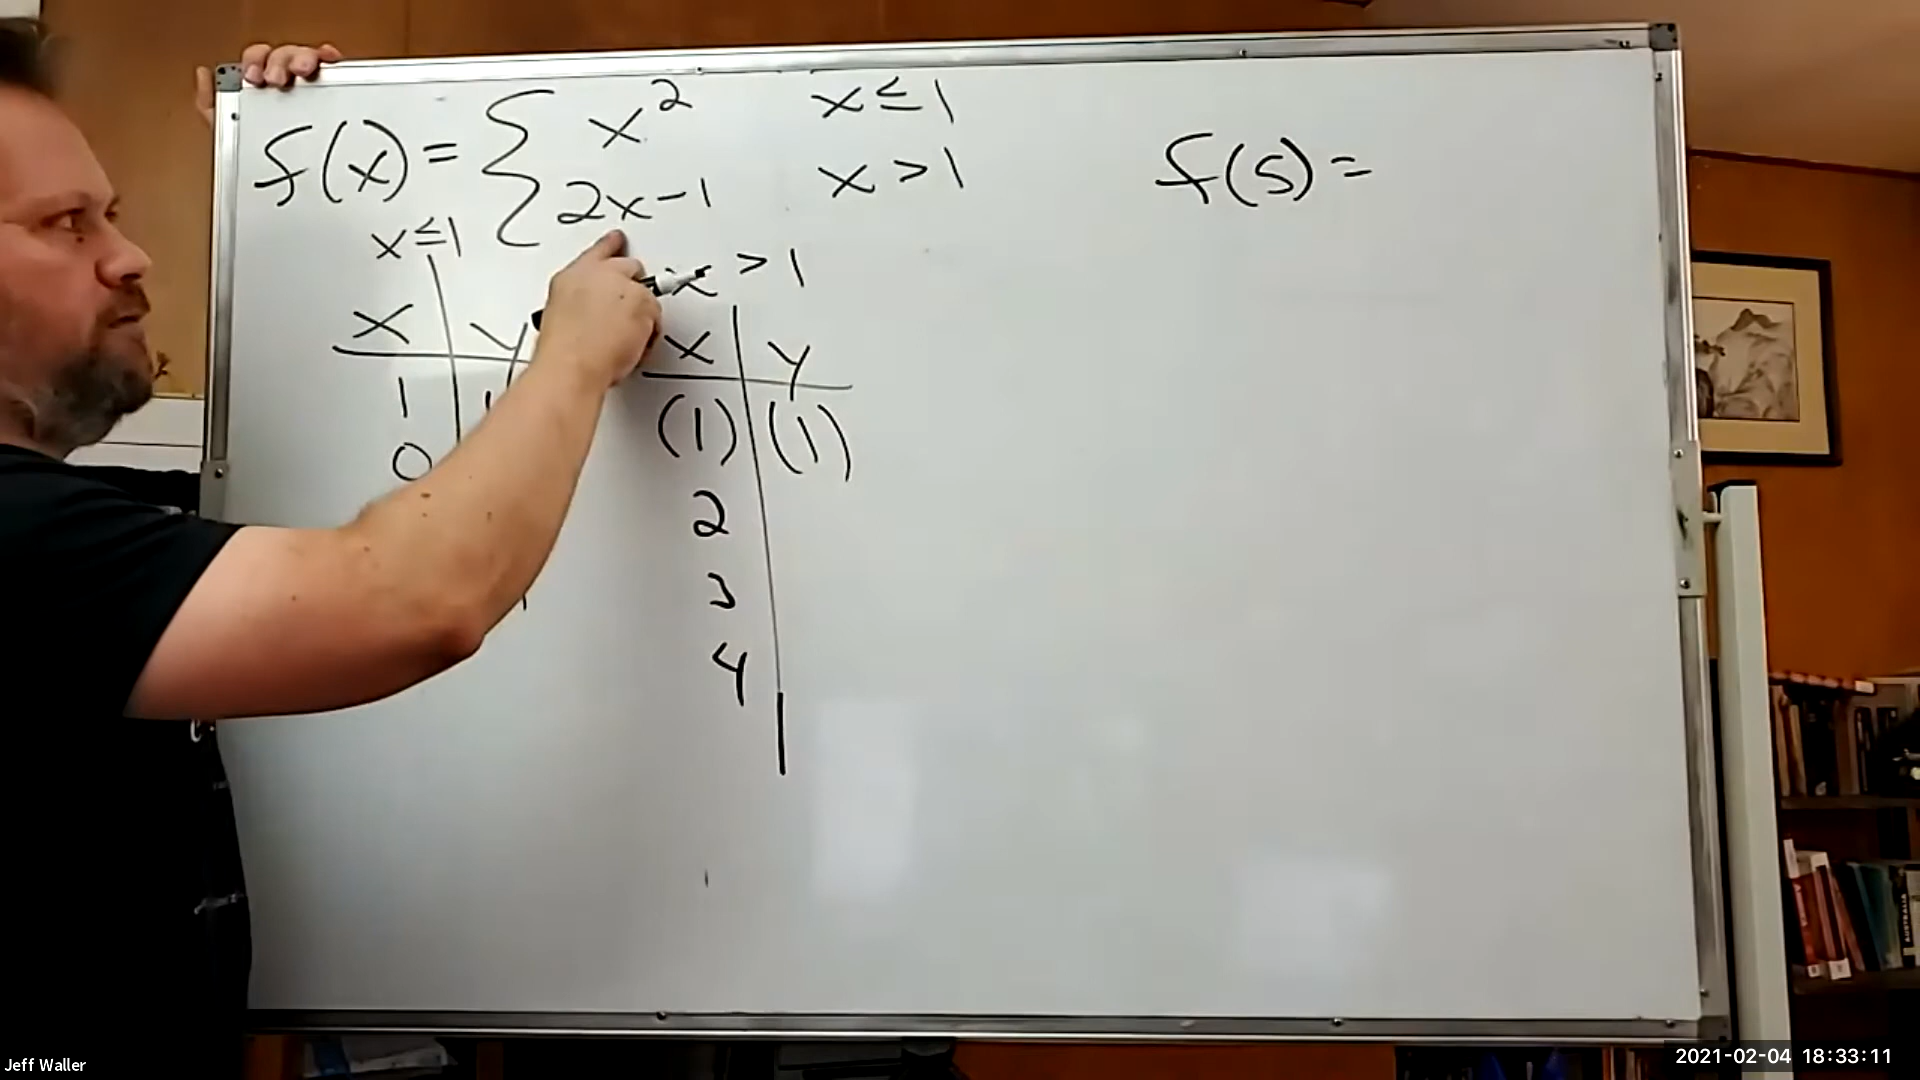 f(x) = { x² x ≤ 1
2x-1 x > 1
f(5) =
x ≤ 1
x > 1
x y
1
0
x y
(1) (1)
2
3
4
AUSTRALIA
Jeff Waller
2021-02-04 18:33:11